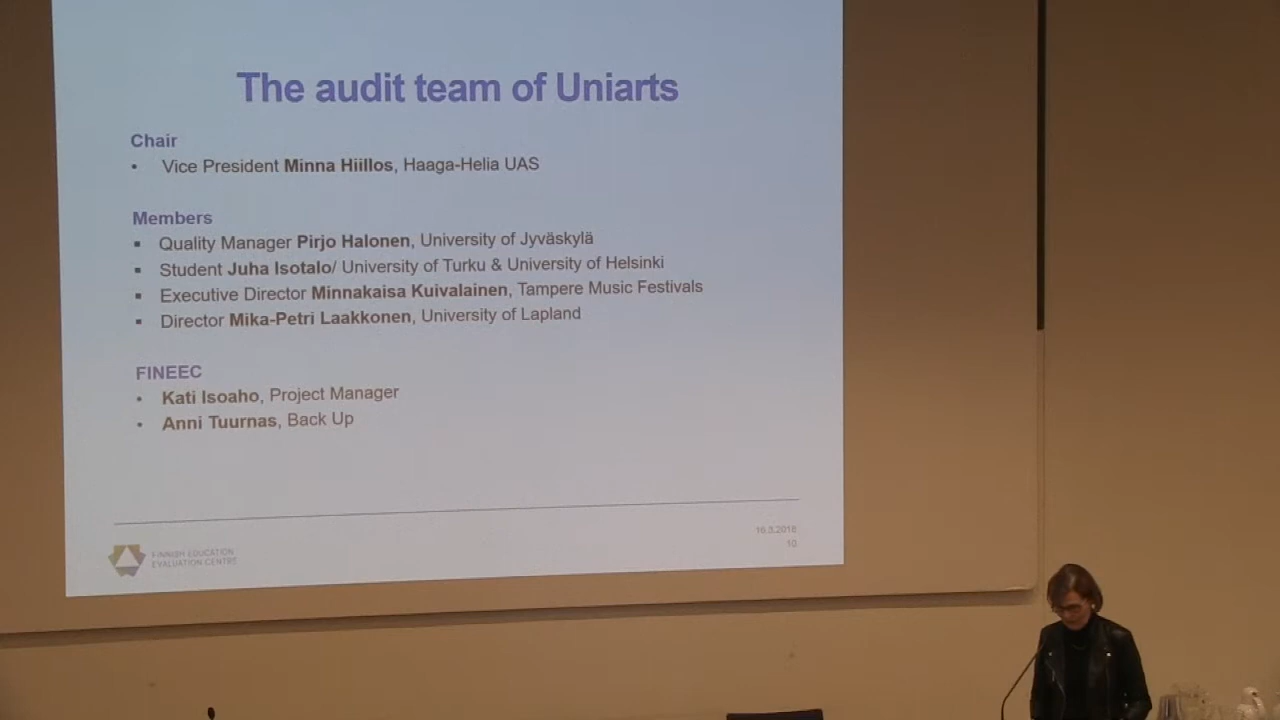 The audit team of Uniarts
Chair
• Vice President Minna Hiillos, Haaga-Helia UAS
Members
▪ Quality Manager Pirjo Halonen, University of Jyväskylä
▪ Student Juha Isotalo/ University of Turku & University of Helsinki
▪ Executive Director Minnakaisa Kuivalainen, Tampere Music Festivals
▪ Director Mika-Petri Laakkonen, University of Lapland
FINEEC
• Kati Isoaho, Project Manager
• Anni Tuurnas, Back Up
16.3.2018
10
FINNISH EDUCATION
EVALUATION CENTRE